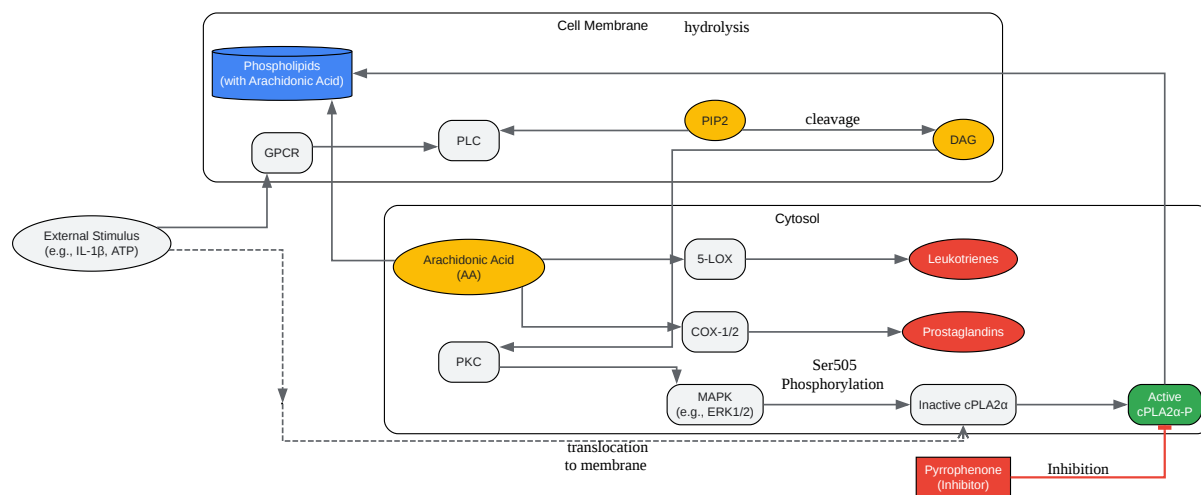 Cell Membrane
hydrolysis
Phospholipids
(with Arachidonic Acid)
PIP2
cleavage
PLC
DAG
GPCR
Cytosol
External Stimulus
(e.g., IL-1β, ATP)
Arachidonic Acid
(AA)
5-LOX
Leukotrienes
COX-1/2
Prostaglandins
PKC
Ser505
Phosphorylation
MAPK
(e.g., ERK1/2)
Inactive cPLA2α
Active
cPLA2α-P
translocation
to membrane
Pyrrophenone
(Inhibitor)
Inhibition